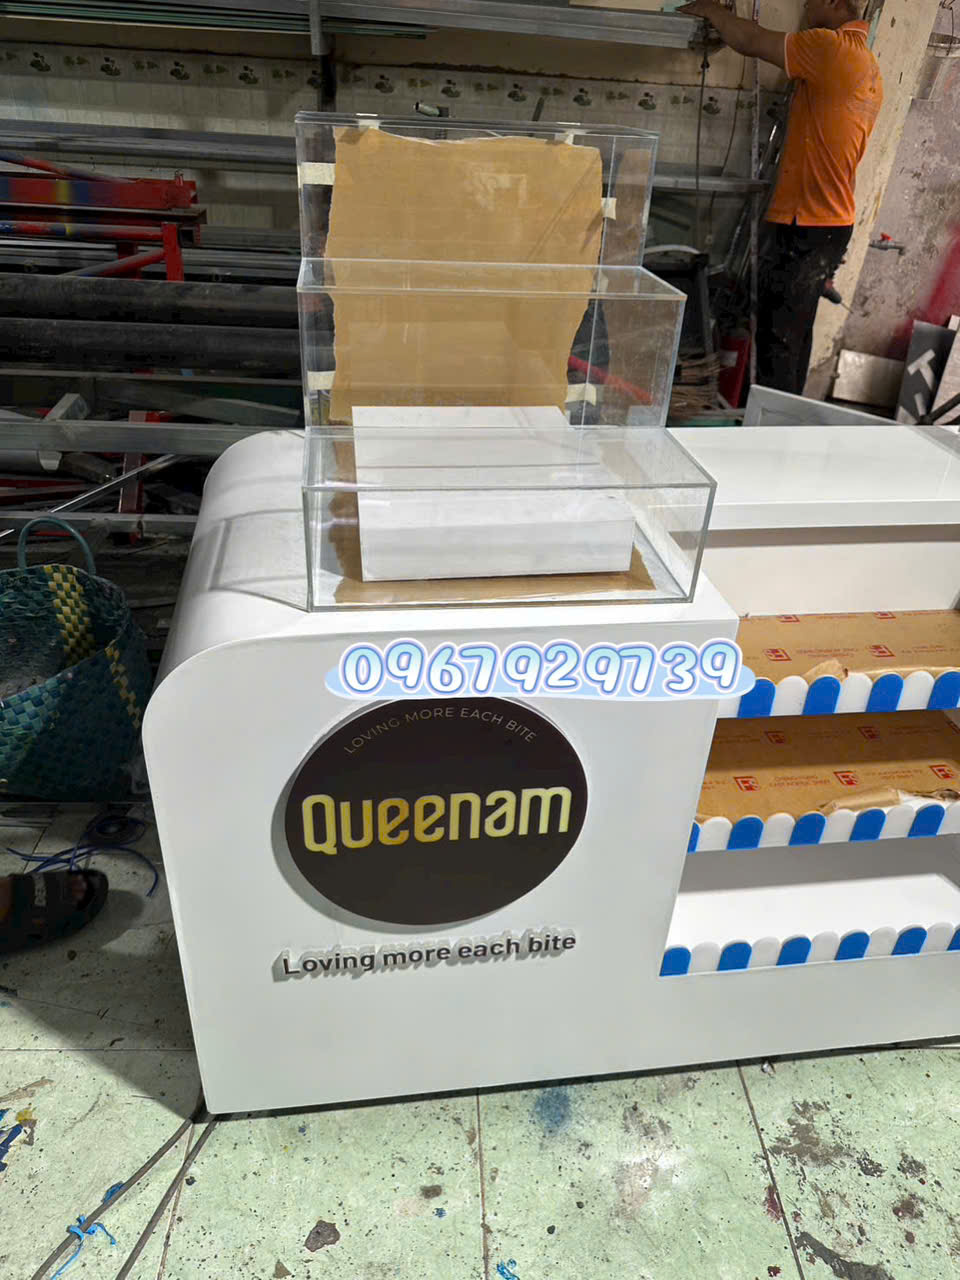 0967929739
LOVING MORE EACH BITE
Queenam
Loving more each bite